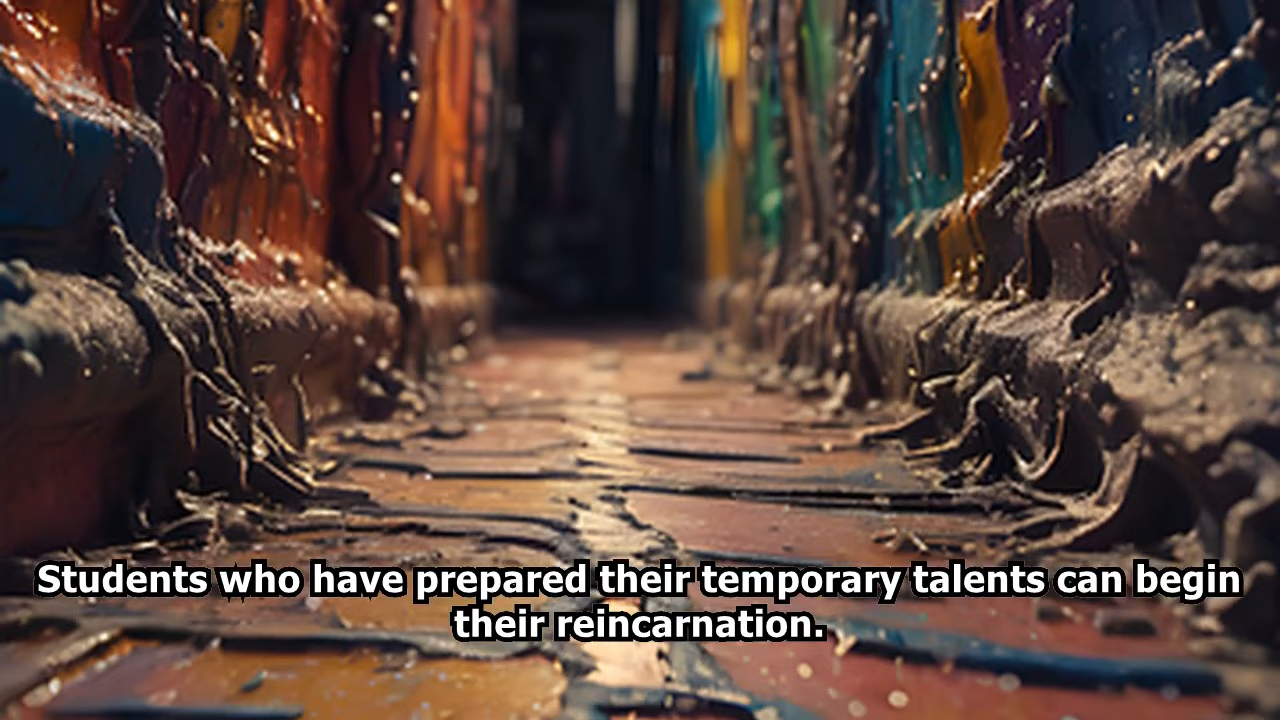 Students who have prepared their temporary talents can begin
their reincarnation.